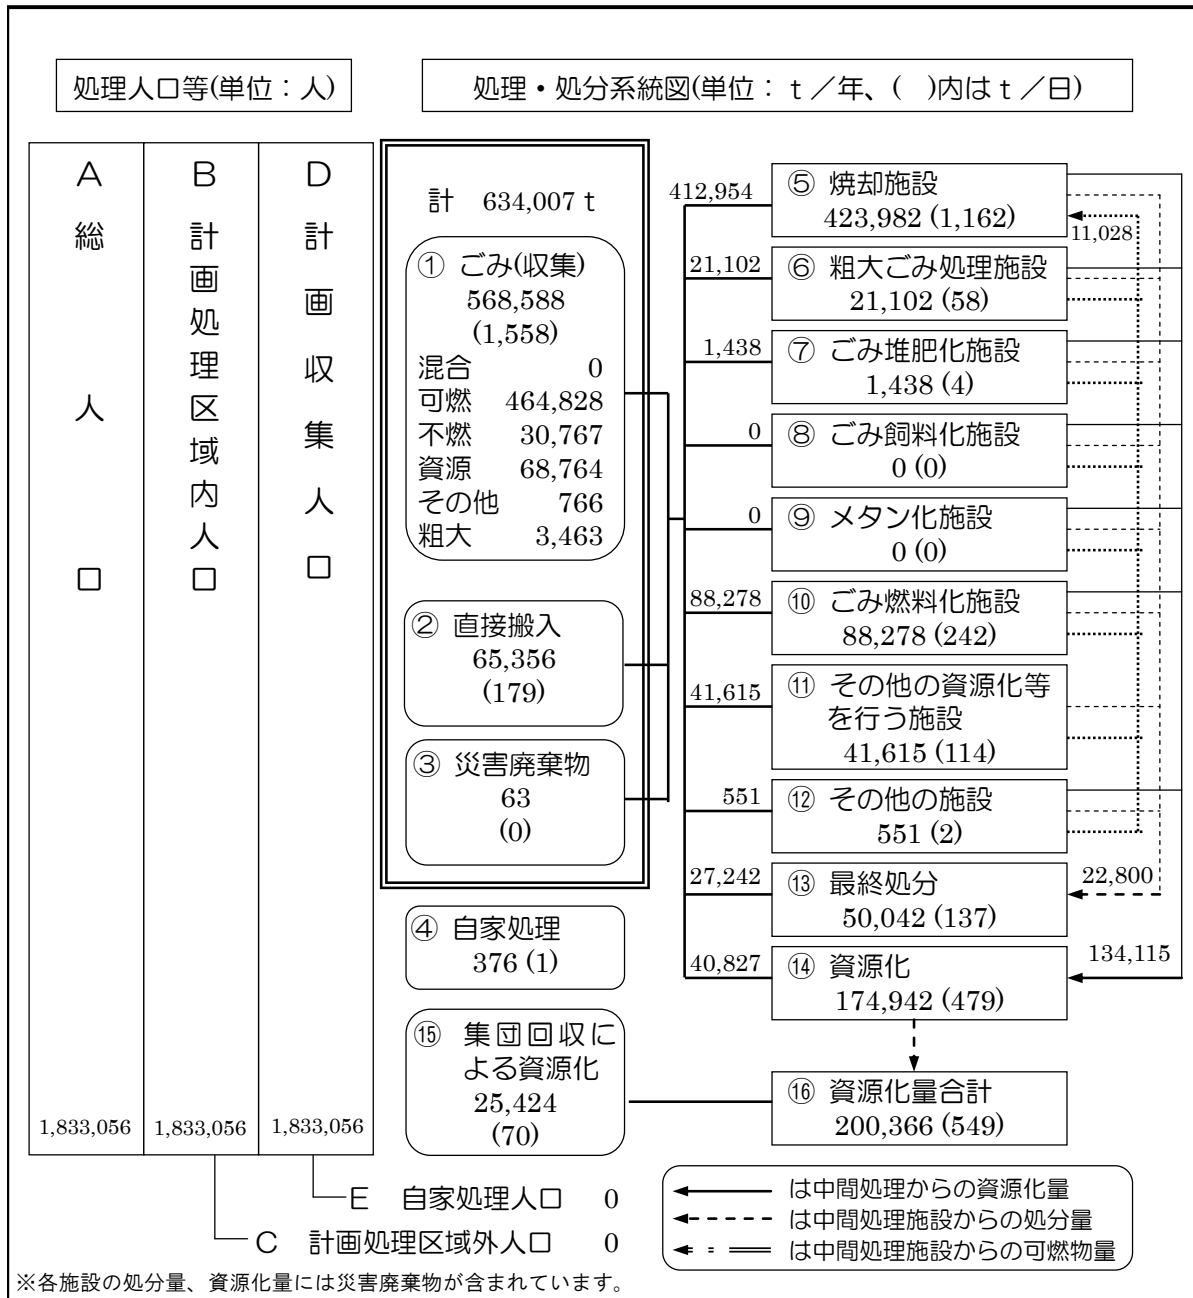 処理人口等(単位：人)
処理・処分系統図(単位：ｔ／年、(　)内はｔ／日)
A 総人口
1,833,056
B 計画処理区域内人口
1,833,056
D 計画収集人口
1,833,056
E 自家処理人口 0
C 計画処理区域外人口 0
計 634,007 t
① ごみ(収集)
568,588
(1,558)
混合 0
可燃 464,828
不燃 30,767
資源 68,764
その他 766
粗大 3,463
② 直接搬入
65,356
(179)
③ 災害廃棄物
63
(0)
④ 自家処理
376 (1)
⑮ 集団回収に
よる資源化
25,424
(70)
412,954
⑤ 焼却施設
423,982 (1,162)
11,028
21,102
⑥ 粗大ごみ処理施設
21,102 (58)
1,438
⑦ ごみ堆肥化施設
1,438 (4)
0
⑧ ごみ飼料化施設
0 (0)
0
⑨ メタン化施設
0 (0)
88,278
⑩ ごみ燃料化施設
88,278 (242)
41,615
⑪ その他の資源化等
を行う施設
41,615 (114)
551
⑫ その他の施設
551 (2)
27,242
⑬ 最終処分
50,042 (137)
22,800
40,827
⑭ 資源化
174,942 (479)
134,115
⑯ 資源化量合計
200,366 (549)
は中間処理からの資源化量
は中間処理施設からの処分量
は中間処理施設からの可燃物量
※各施設の処分量、資源化量には災害廃棄物が含まれています。